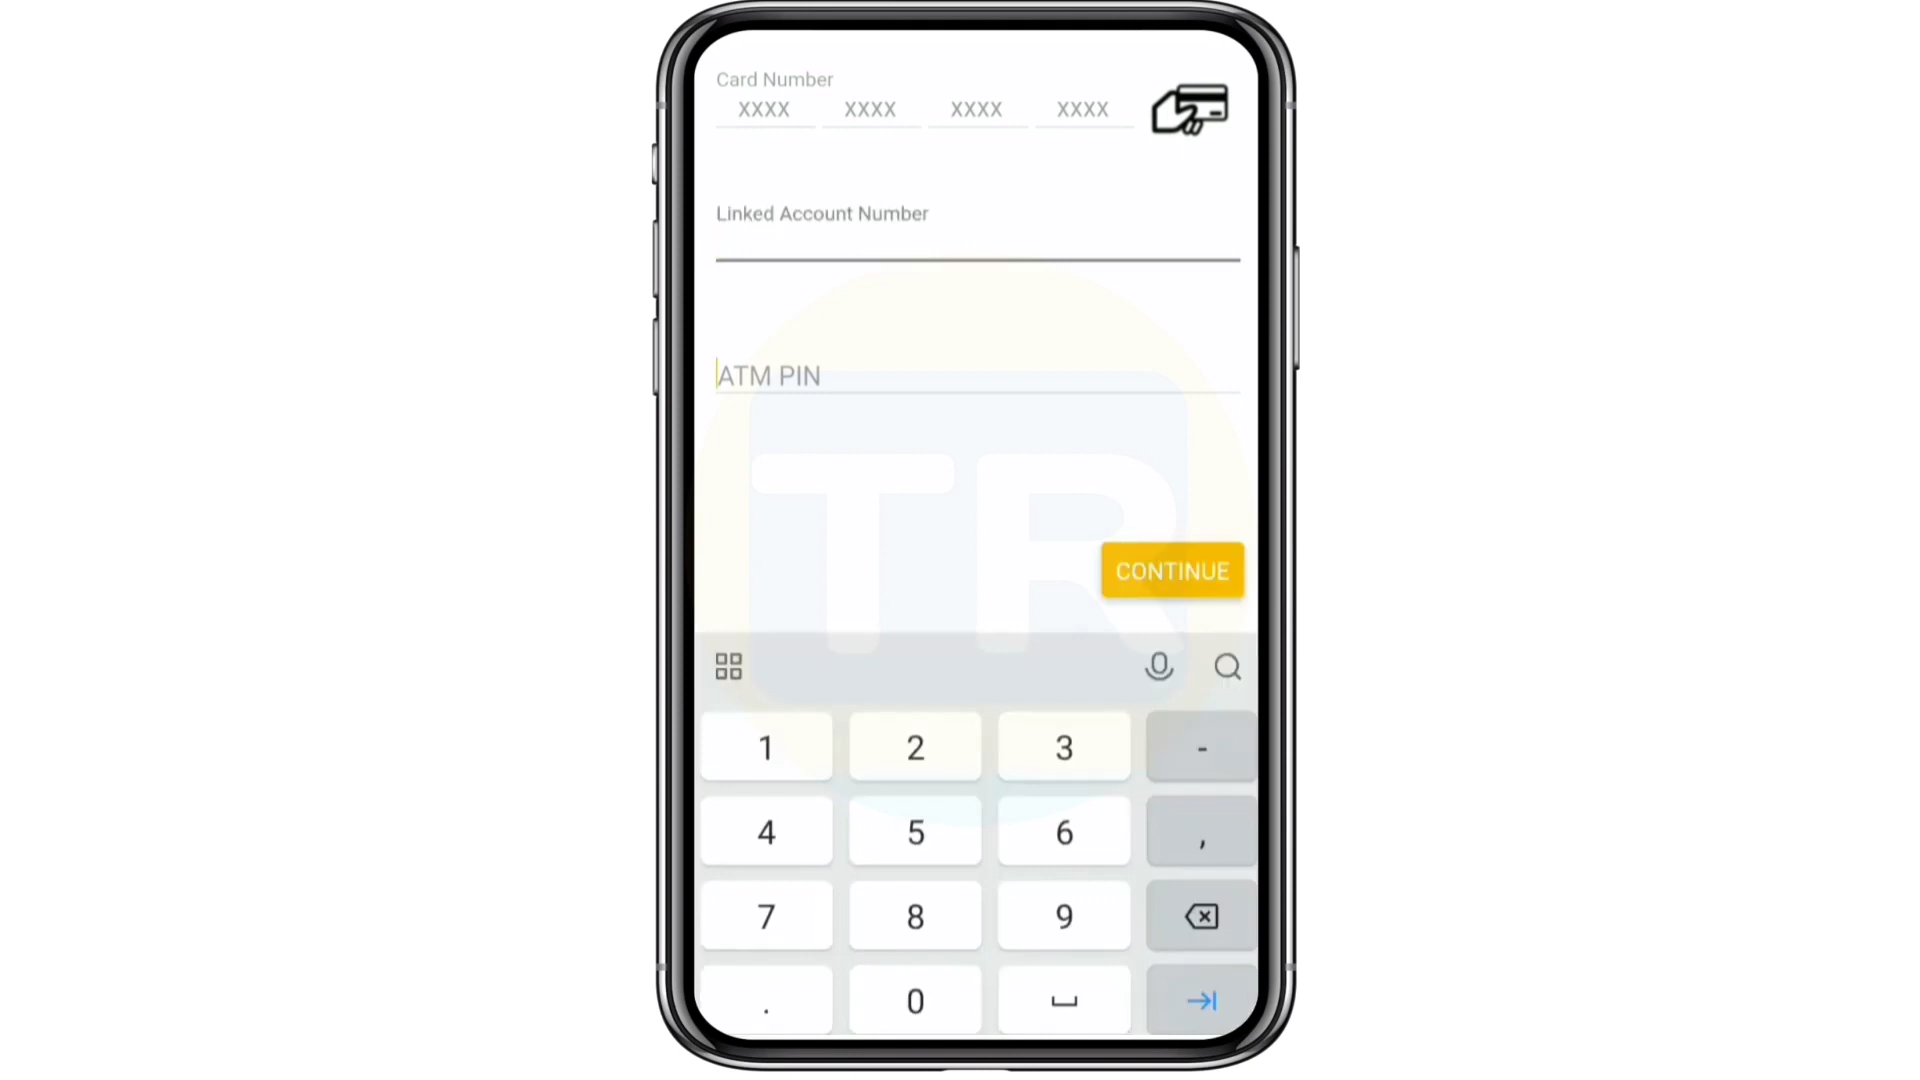 Card Number
XXXX XXXX XXXX XXXX
Linked Account Number
ATM PIN
TR
CONTINUE
1 2 3 -
4 5 6 ,
7 8 9
. 0